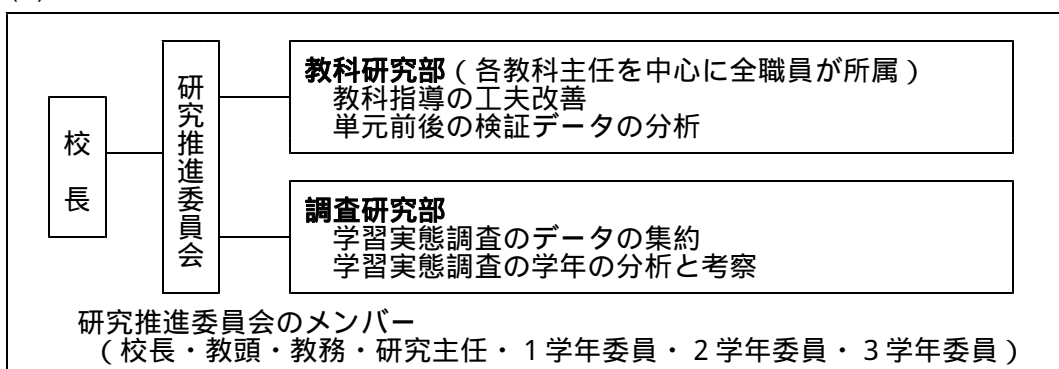 校長
研究推進委員会
教科研究部（各教科主任を中心に全職員が所属）
教科指導の工夫改善
単元前後の検証データの分析
調査研究部
学習実態調査のデータの集約
学習実態調査の学年の分析と考察
研究推進委員会のメンバー
（校長・教頭・教務・研究主任・１学年委員・２学年委員・３学年委員）